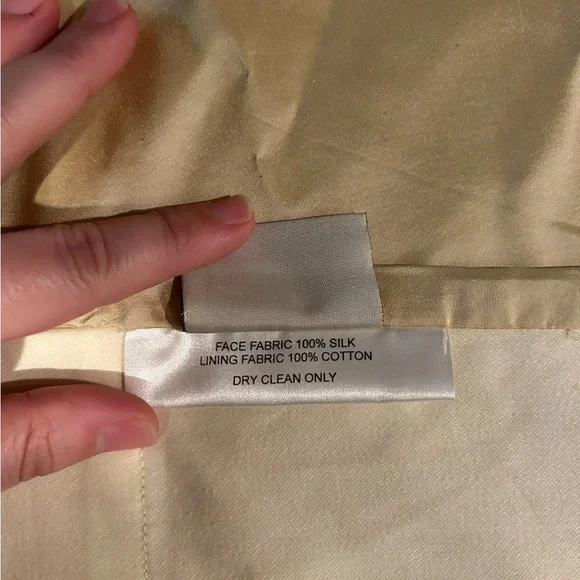 FACE FABRIC 100% SILK
LINING FABRIC 100% COTTON
DRY CLEAN ONLY